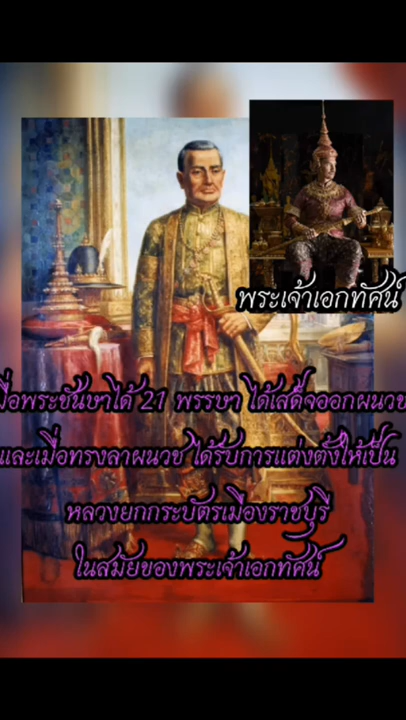 พระเจ้าเอกทัศน์
พระชันษาได้ 21 พรรษา ได้เสด็จออกผนวช
และเมื่อทรงลาผนวช ได้รับการแต่งตั้งให้เป็น
หลวงยกกระบัตรเมืองราชบุรี
ในสมัยของพระเจ้าเอกทัศน์